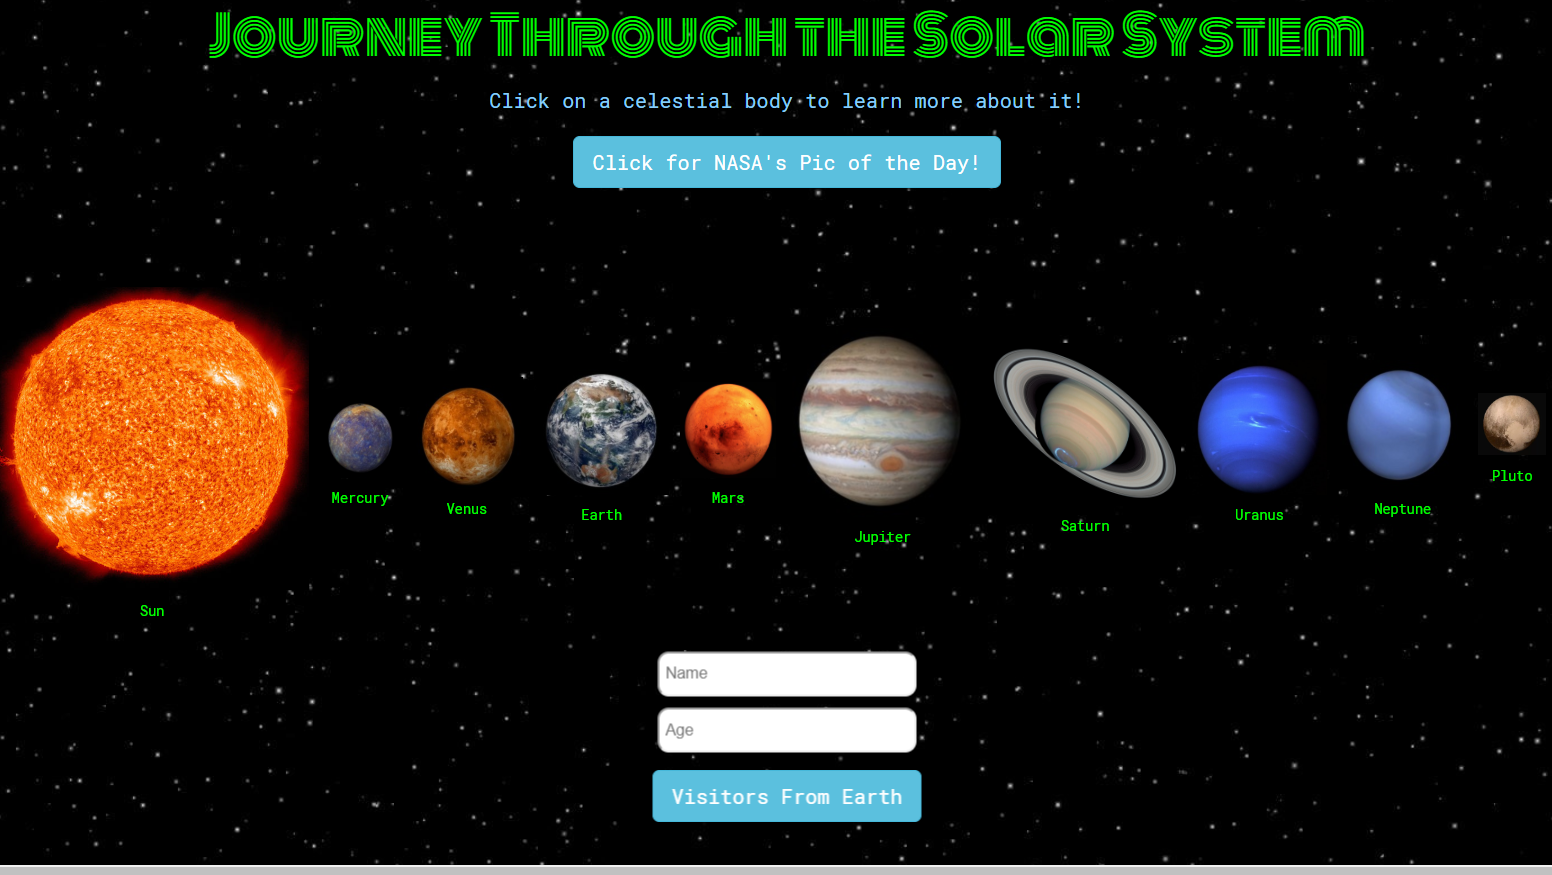 Journey Through the Solar System
Click on a celestial body to learn more about it!
Click for NASA's Pic of the Day!
Sun
Mercury
Venus
Earth
Mars
Jupiter
Saturn
Uranus
Neptune
Pluto
Name
Age
Visitors From Earth